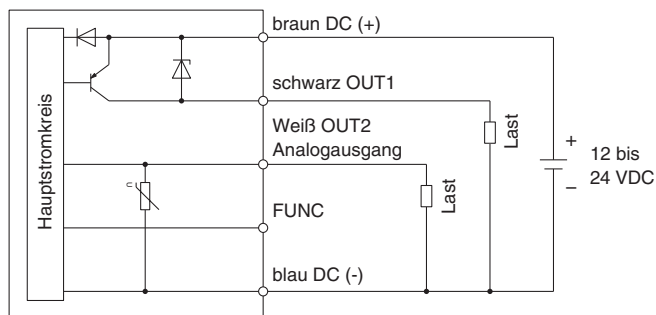 braun DC (+)
schwarz OUT1
Weiß OUT2
Analogausgang
FUNC
blau DC (-)
Hauptstromkreis
U
Last
Last
+
12 bis
24 VDC
–